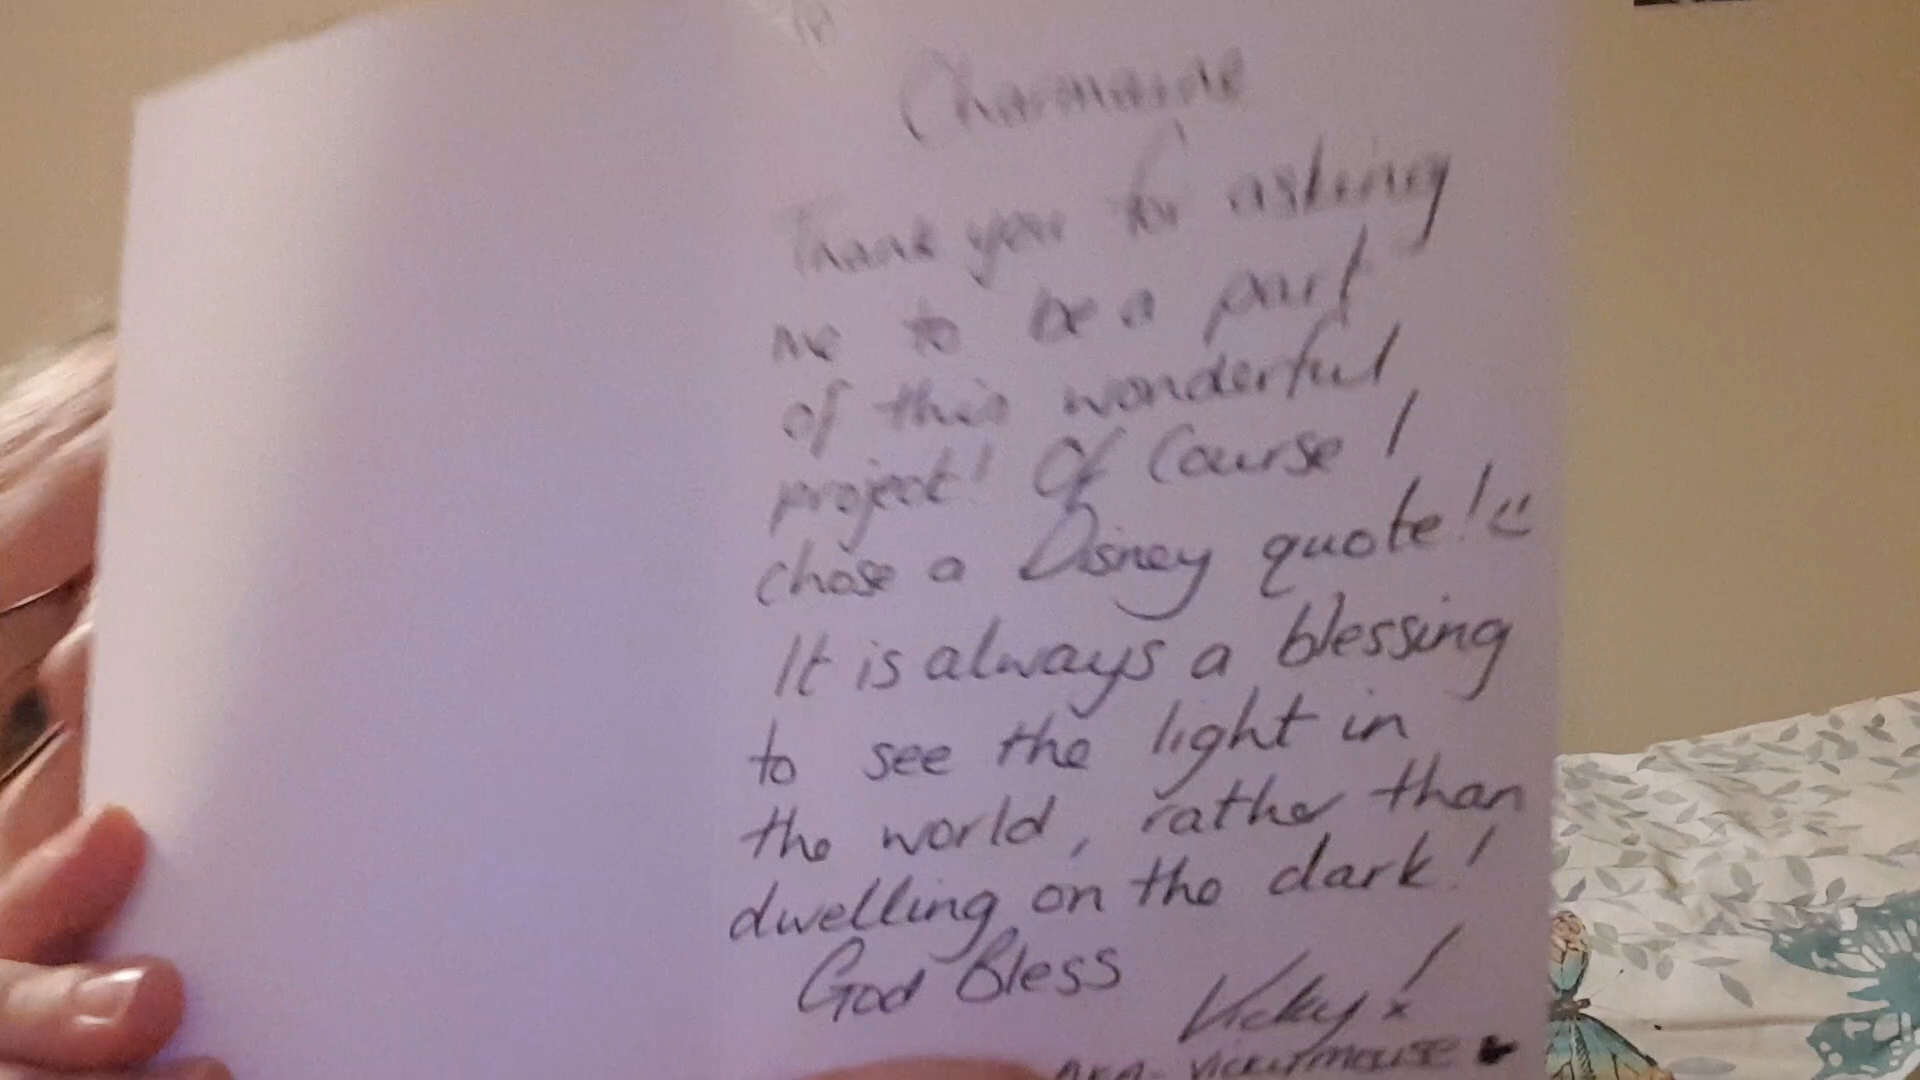 Charmaine
Thank you for asking
me to be a part
of this wonderful
project! Of Course I
chose a Disney quote! 
It is always a blessing
to see the light in
the world, rather than
dwelling on the dark!
God Bless
Vicky x